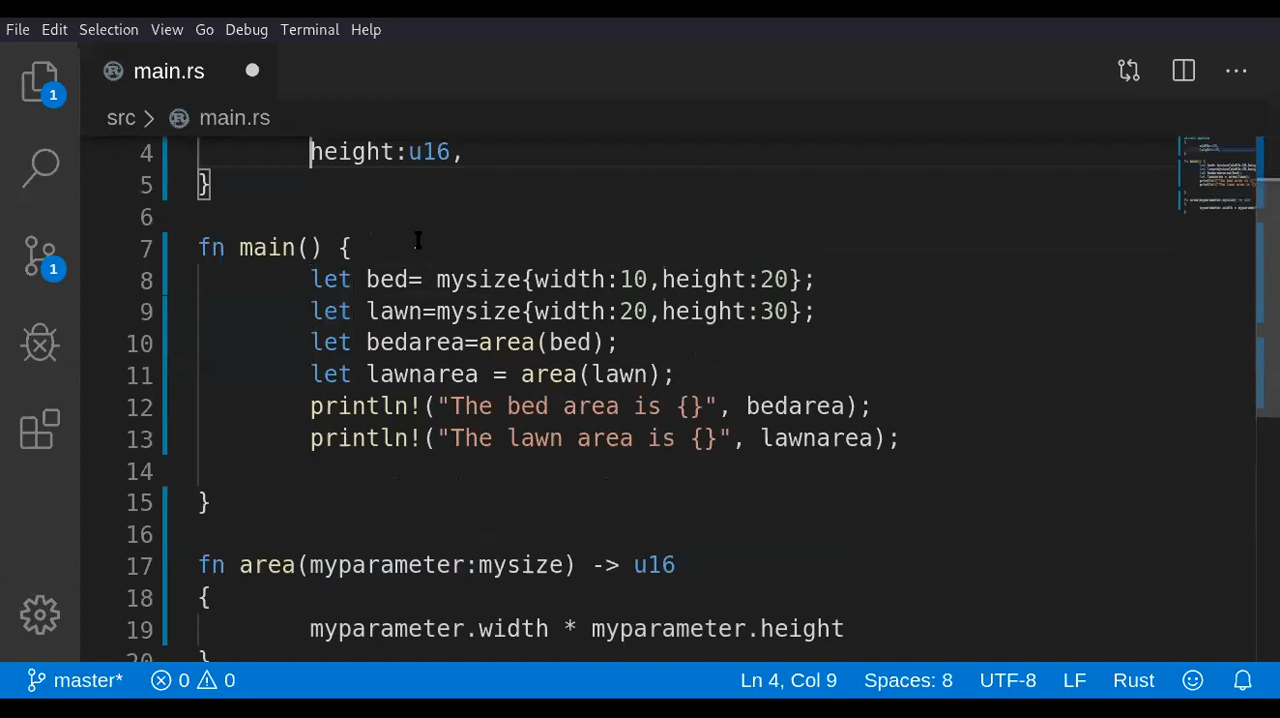 File Edit Selection View Go Debug Terminal Help
main.rs
1
src > main.rs
4 height:u16,
5 }
6
7 fn main() {
8 let bed= mysize{width:10,height:20};
9 let lawn=mysize{width:20,height:30};
10 let bedarea=area(bed);
11 let lawnarea = area(lawn);
12 println!("The bed area is {}", bedarea);
13 println!("The lawn area is {}", lawnarea);
14
15 }
16
17 fn area(myparameter:mysize) -> u16
18 {
19 myparameter.width * myparameter.height
20 }
1
master* 0 0 Ln 4, Col 9 Spaces: 8 UTF-8 LF Rust